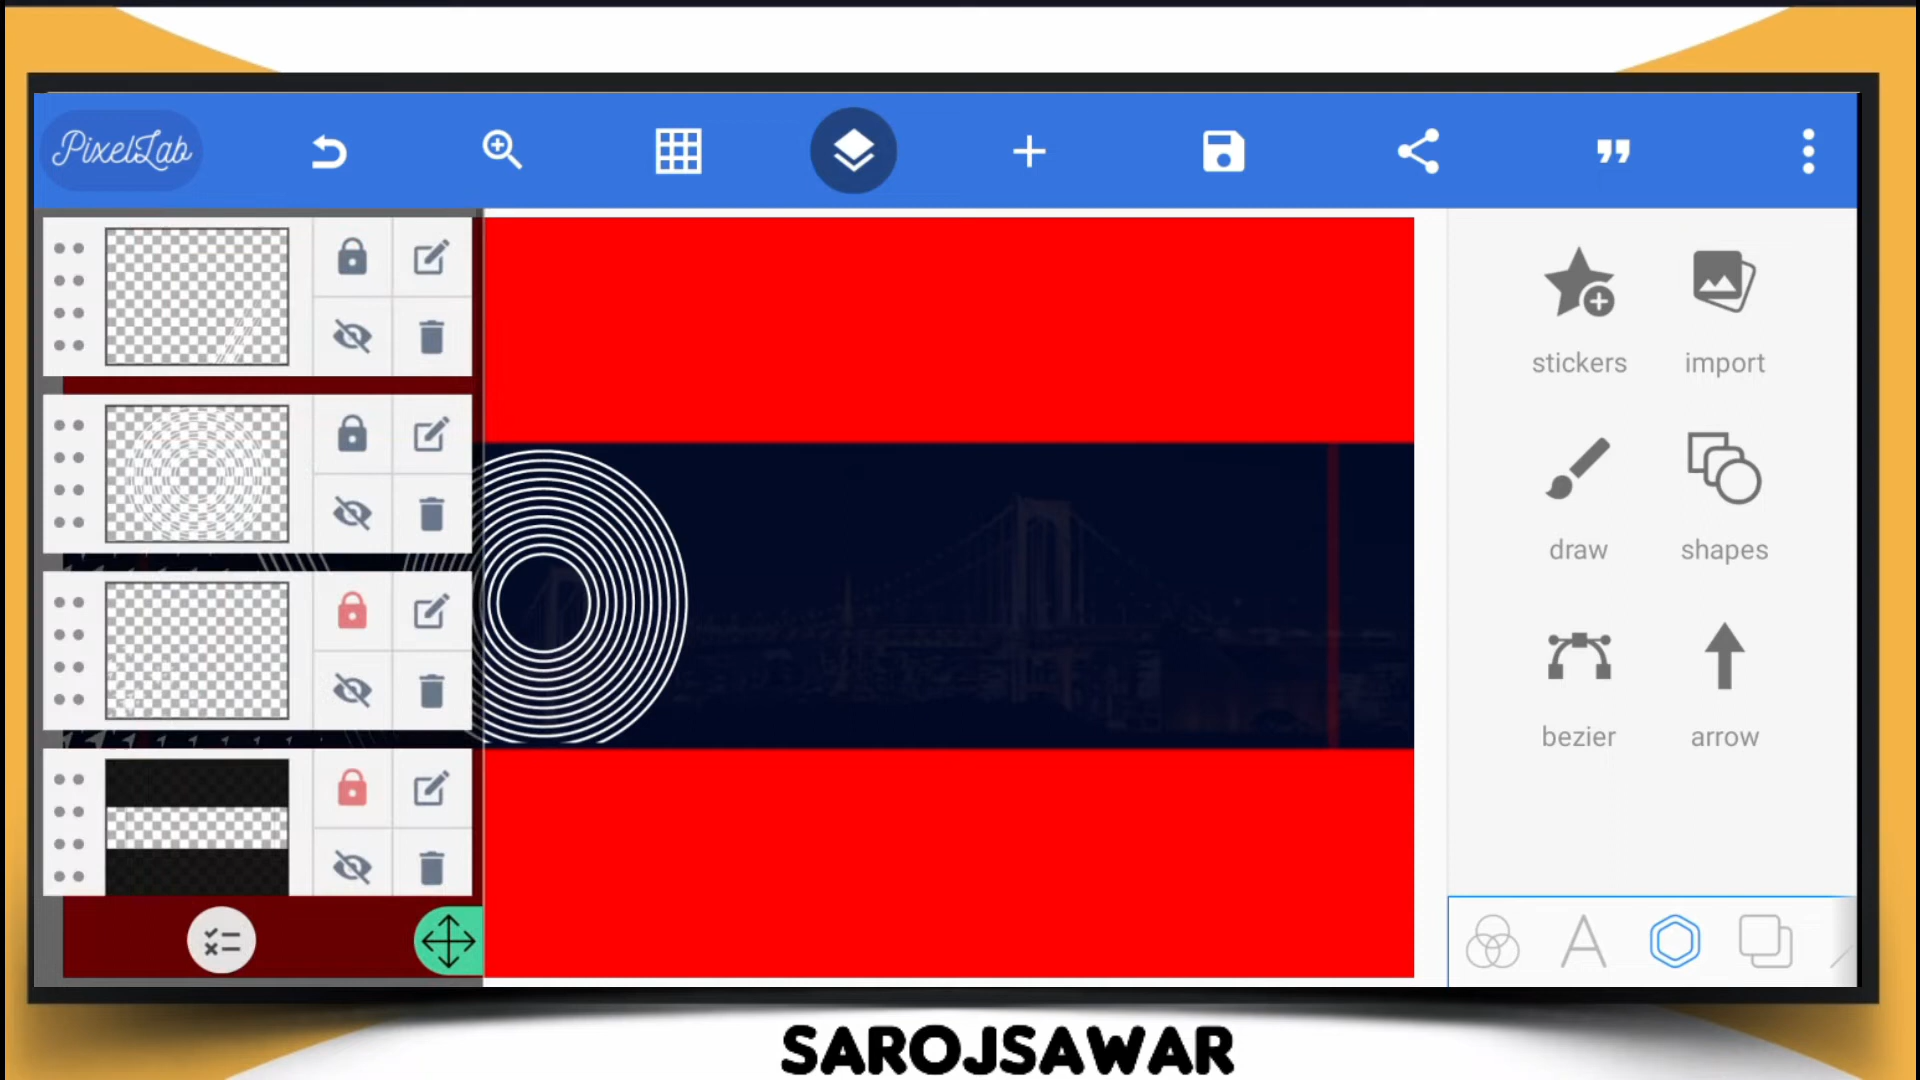 PixelLab
stickers
import
draw
shapes
bezier
arrow
SAROJSAWAR